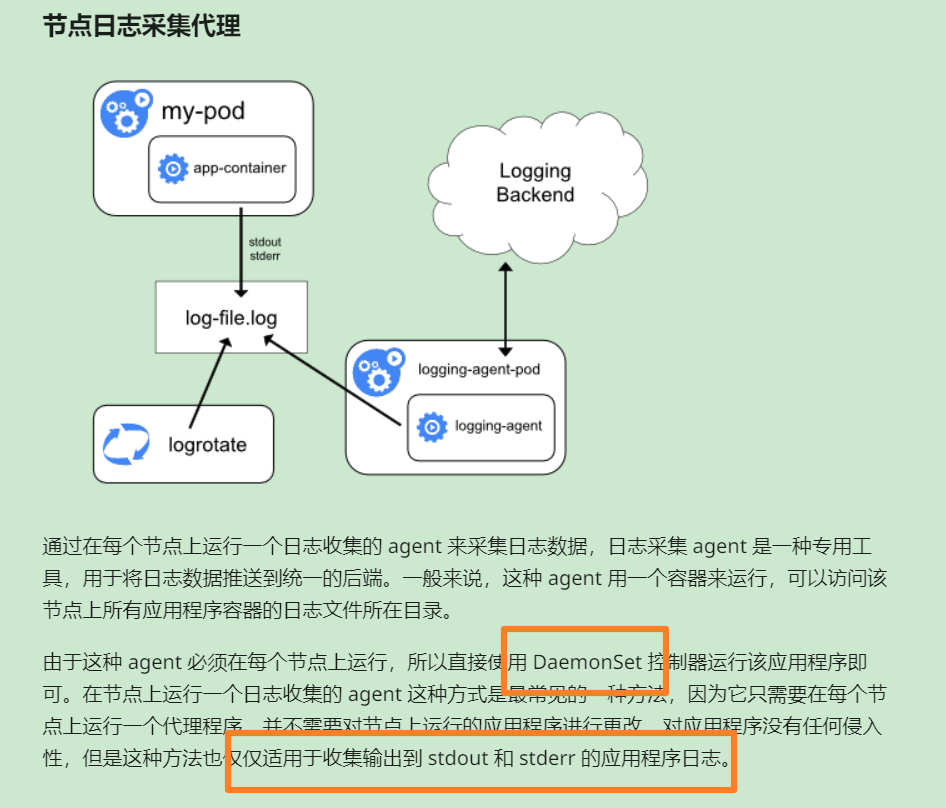 节点日志采集代理
my-pod
app-container
Logging
Backend
stdout
stderr
log-file.log
logging-agent-pod
logging-agent
logrotate
通过在每个节点上运行一个日志收集的 agent 来采集日志数据，日志采集 agent 是一种专用工
具，用于将日志数据推送到统一的后端。一般来说，这种 agent 用一个容器来运行，可以访问该
节点上所有应用程序容器的日志文件所在目录。
由于这种 agent 必须在每个节点上运行，所以直接使用 DaemonSet 控制器运行该应用程序即
可。在节点上运行一个日志收集的 agent 这种方式是最常见的一种方法，因为它只需要在每个节
点上运行一个代理程序，并不需要对节点上运行的应用程序进行更改，对应用程序没有任何侵入
性，但是这种方法也仅仅适用于收集输出到 stdout 和 stderr 的应用程序日志。